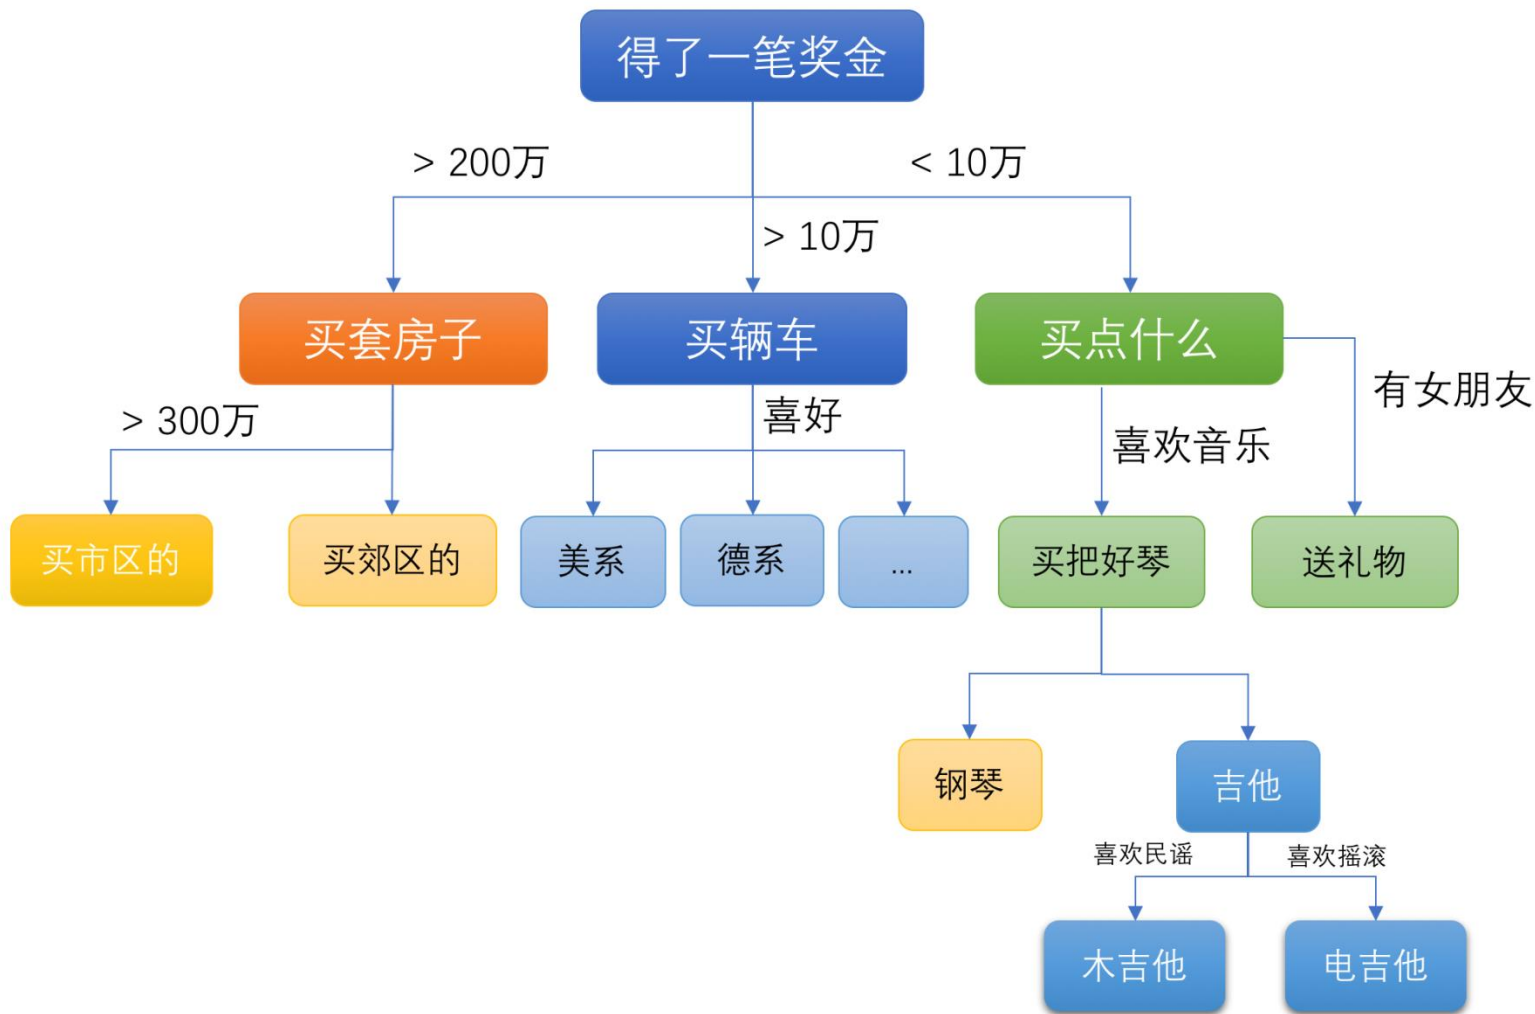 得了一笔奖金
> 200万
< 10万
> 10万
买套房子
买辆车
买点什么
> 300万
喜好
喜欢音乐
有女朋友
买市区的
买郊区的
美系
德系
...
买把好琴
送礼物
钢琴
吉他
喜欢民谣
喜欢摇滚
木吉他
电吉他